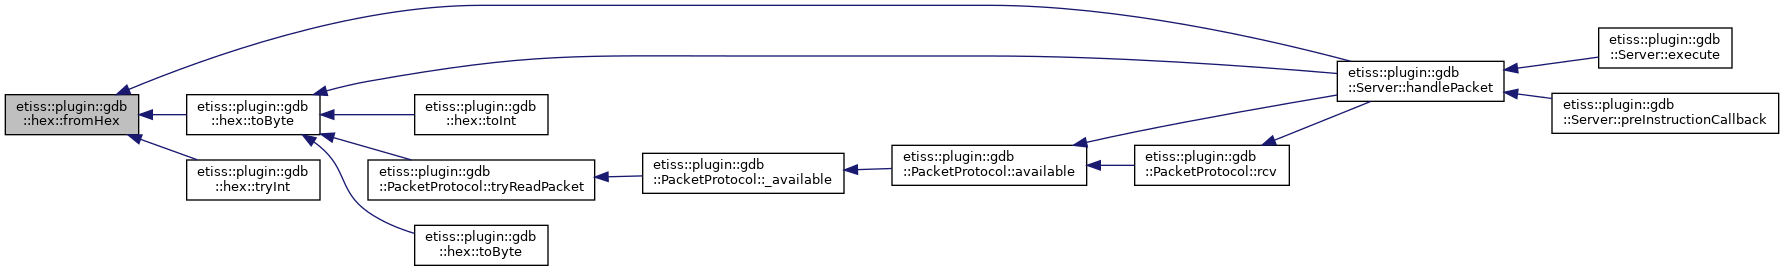 etiss::plugin::gdb
::hex::fromHex
etiss::plugin::gdb
::hex::toByte
etiss::plugin::gdb
::hex::tryInt
etiss::plugin::gdb
::hex::toInt
etiss::plugin::gdb
::PacketProtocol::tryReadPacket
etiss::plugin::gdb
::hex::toByte
etiss::plugin::gdb
::PacketProtocol::_available
etiss::plugin::gdb
::PacketProtocol::available
etiss::plugin::gdb
::PacketProtocol::rcv
etiss::plugin::gdb
::Server::handlePacket
etiss::plugin::gdb
::Server::execute
etiss::plugin::gdb
::Server::preInstructionCallback